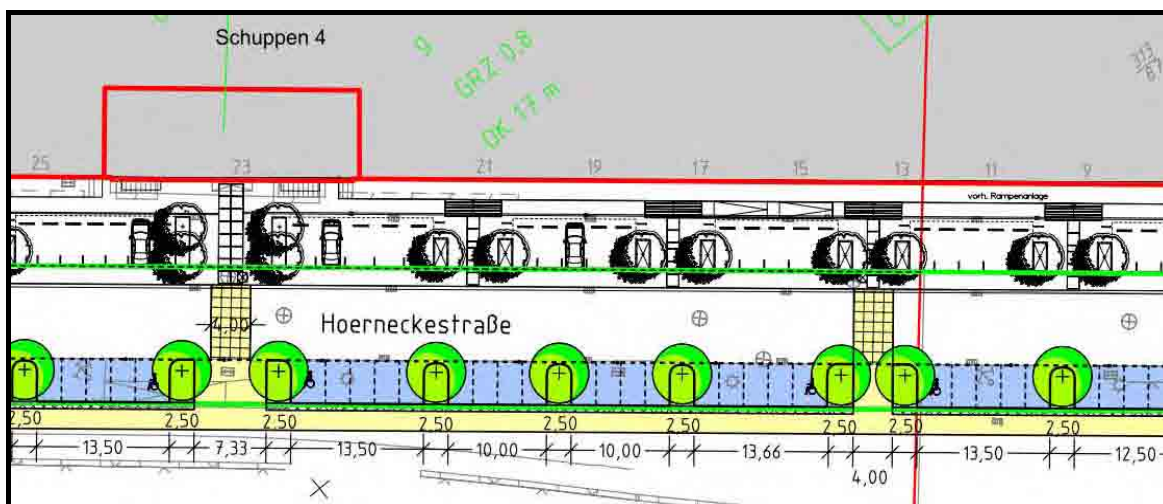 Schuppen 4
9
GRZ 0.8
OK 17 m
313
25 23 21 19 17 15 13 11 9
vorh. Rampenanlage
4,00
Hoerneckestraße
2,50 2,50 2,50 2,50 2,50 2,50 2,50 2,50 2,50
13,50 7,33 13,50 10,00 10,00 13,66 13,50 12,50
4,00